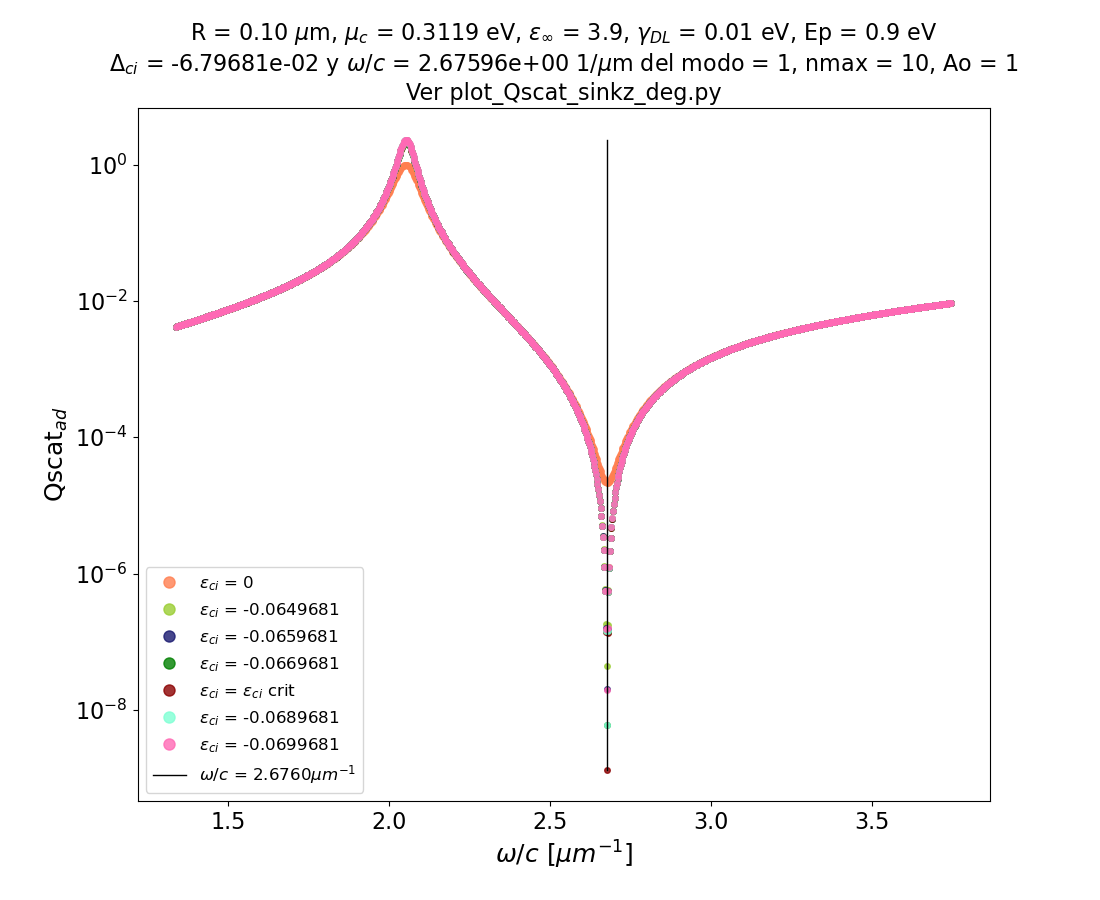 R = 0.10 μm, μ_c = 0.3119 eV, ε_∞ = 3.9, γ_DL = 0.01 eV, Ep = 0.9 eV
Δ_ci = -6.79681e-02 y ω/c = 2.67596e+00 1/μm del modo = 1, nmax = 10, Ao = 1
Ver plot_Qscat_sinkz_deg.py
Qscat_ad
10^0
10^-2
10^-4
10^-6
10^-8
ε_ci = 0
ε_ci = -0.0649681
ε_ci = -0.0659681
ε_ci = -0.0669681
ε_ci = ε_ci crit
ε_ci = -0.0689681
ε_ci = -0.0699681
ω/c = 2.6760μm^-1
1.5 2.0 2.5 3.0 3.5
ω/c [μm^-1]